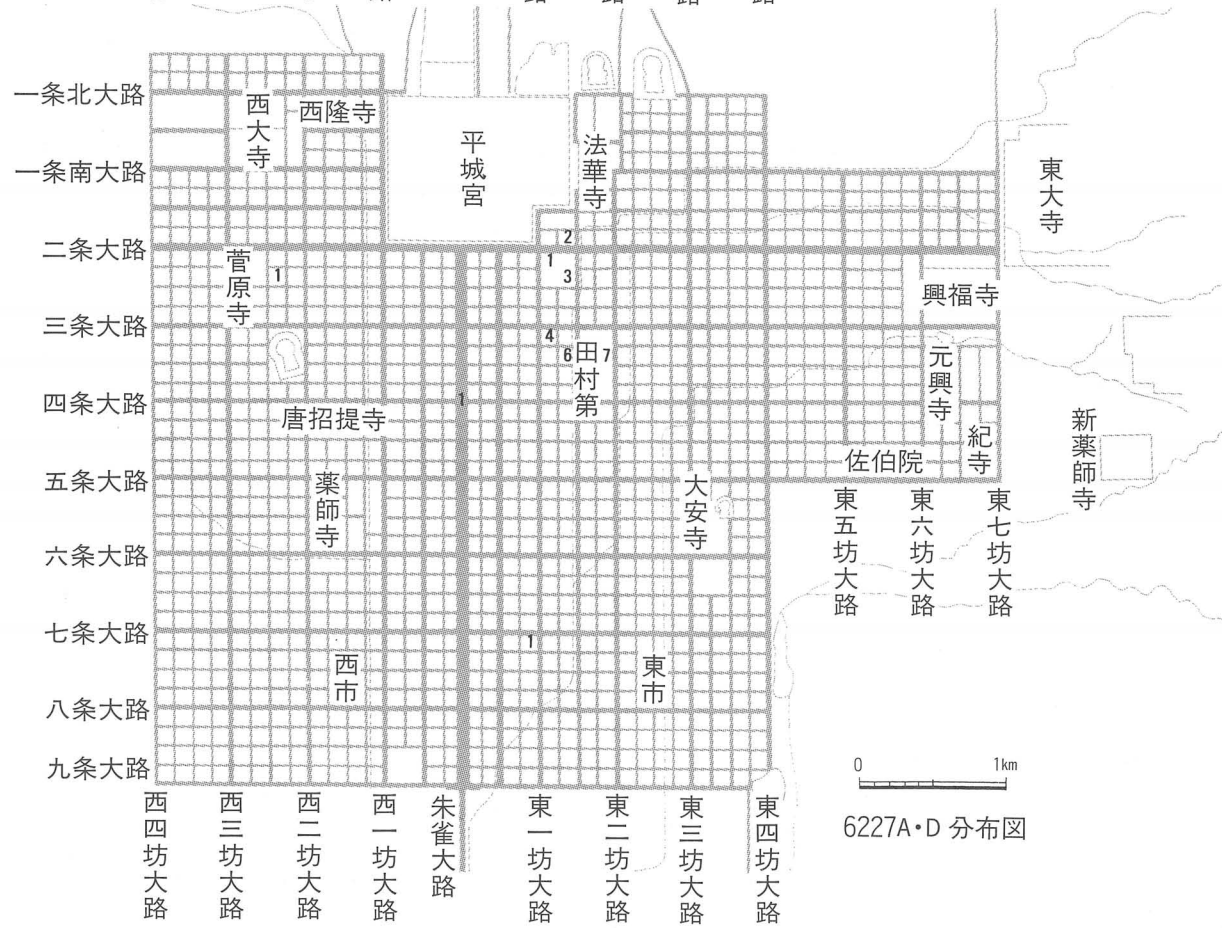 路
路
路
路
一条北大路
西大寺
西隆寺
平城宮
法華寺
一条南大路
東大寺
2
二条大路
菅原寺
1
1
3
興福寺
三条大路
4
6
田村第
7
元興寺
四条大路
1
唐招提寺
紀寺
新薬師寺
佐伯院
五条大路
薬師寺
大安寺
東五坊大路
東六坊大路
東七坊大路
六条大路
七条大路
1
西市
東市
八条大路
九条大路
0
1km
西四坊大路
西三坊大路
西二坊大路
西一坊大路
朱雀大路
東一坊大路
東二坊大路
東三坊大路
東四坊大路
6227A・D 分布図